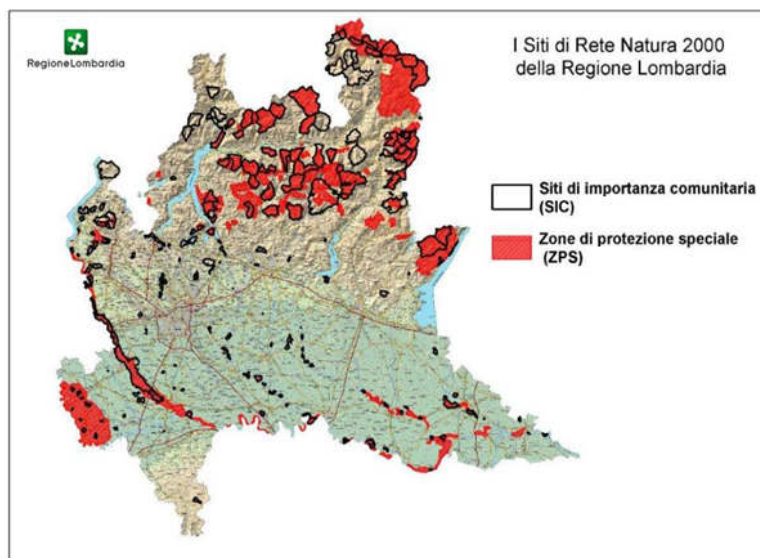 RegioneLombardia
I Siti di Rete Natura 2000
della Regione Lombardia
Siti di importanza comunitaria
(SIC)
Zone di protezione speciale
(ZPS)